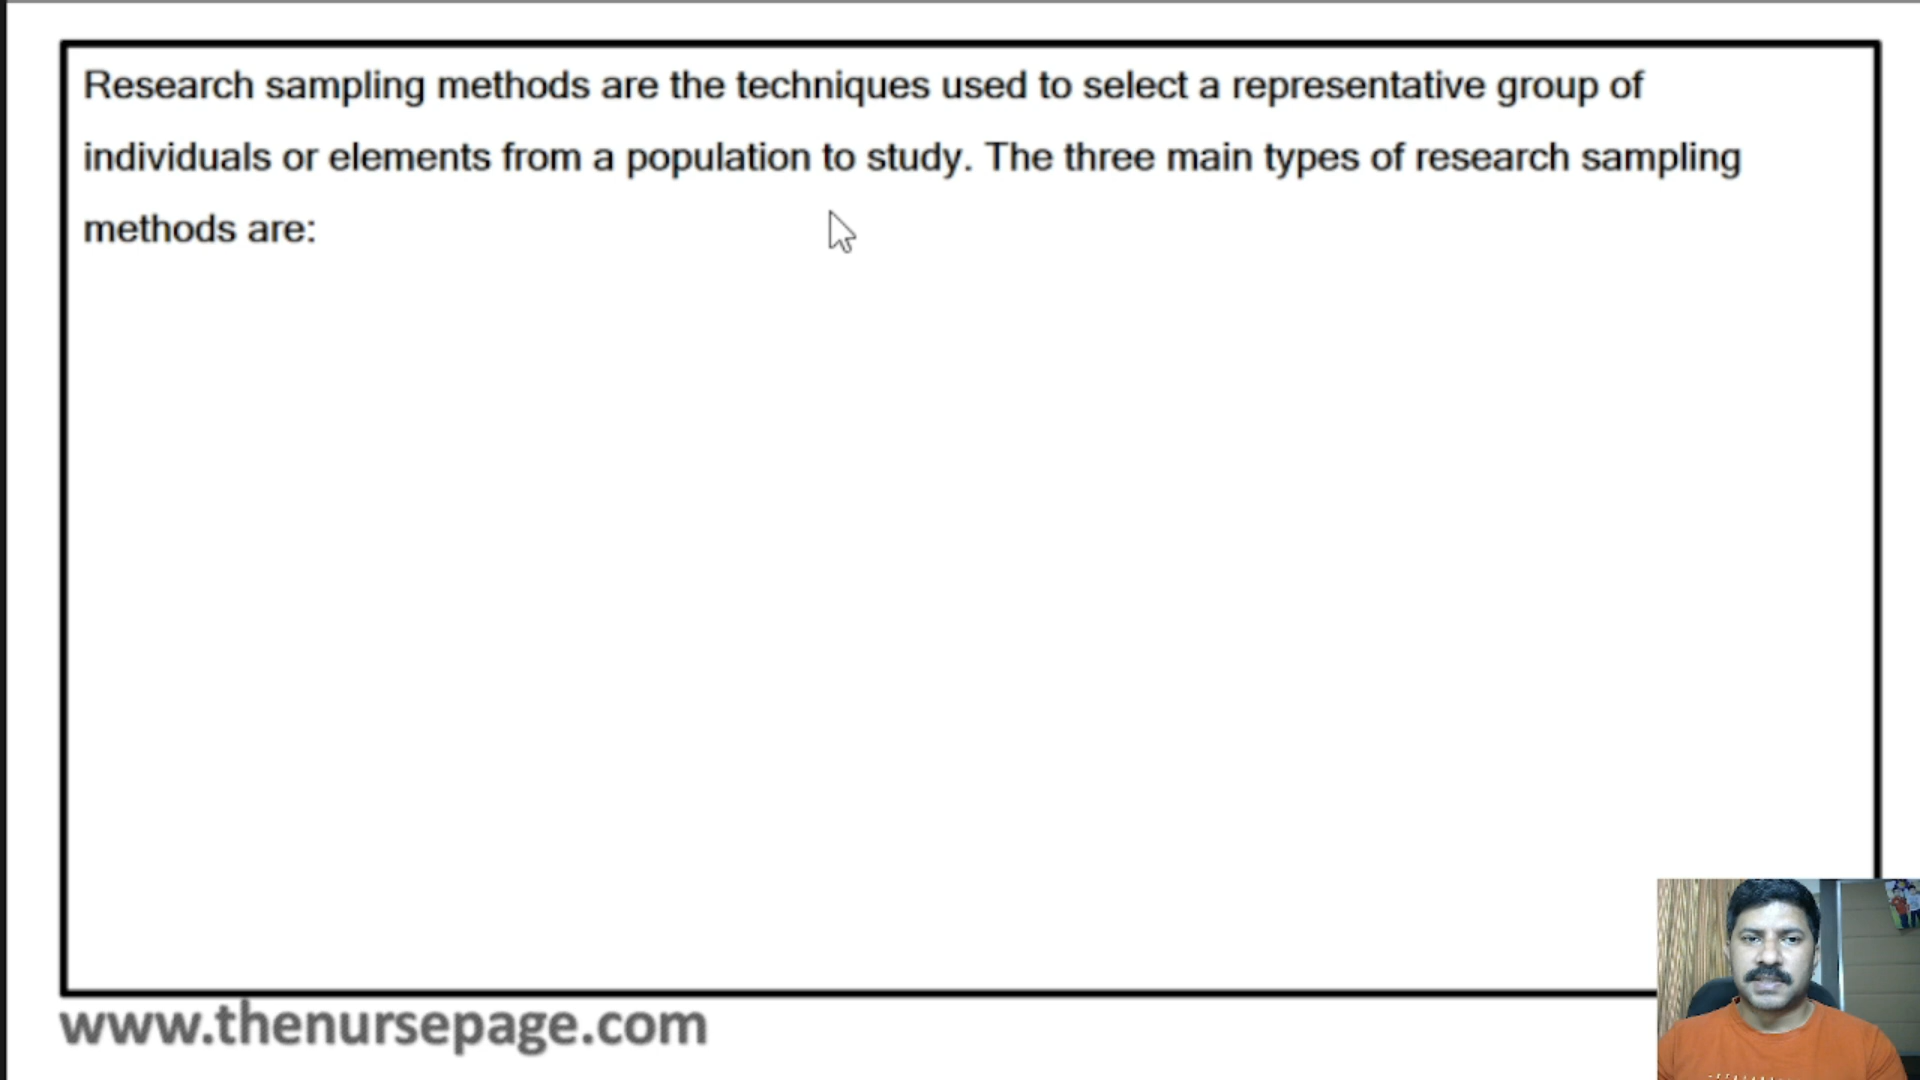 Research sampling methods are the techniques used to select a representative group of
individuals or elements from a population to study. The three main types of research sampling
methods are:
www.thenursepage.com